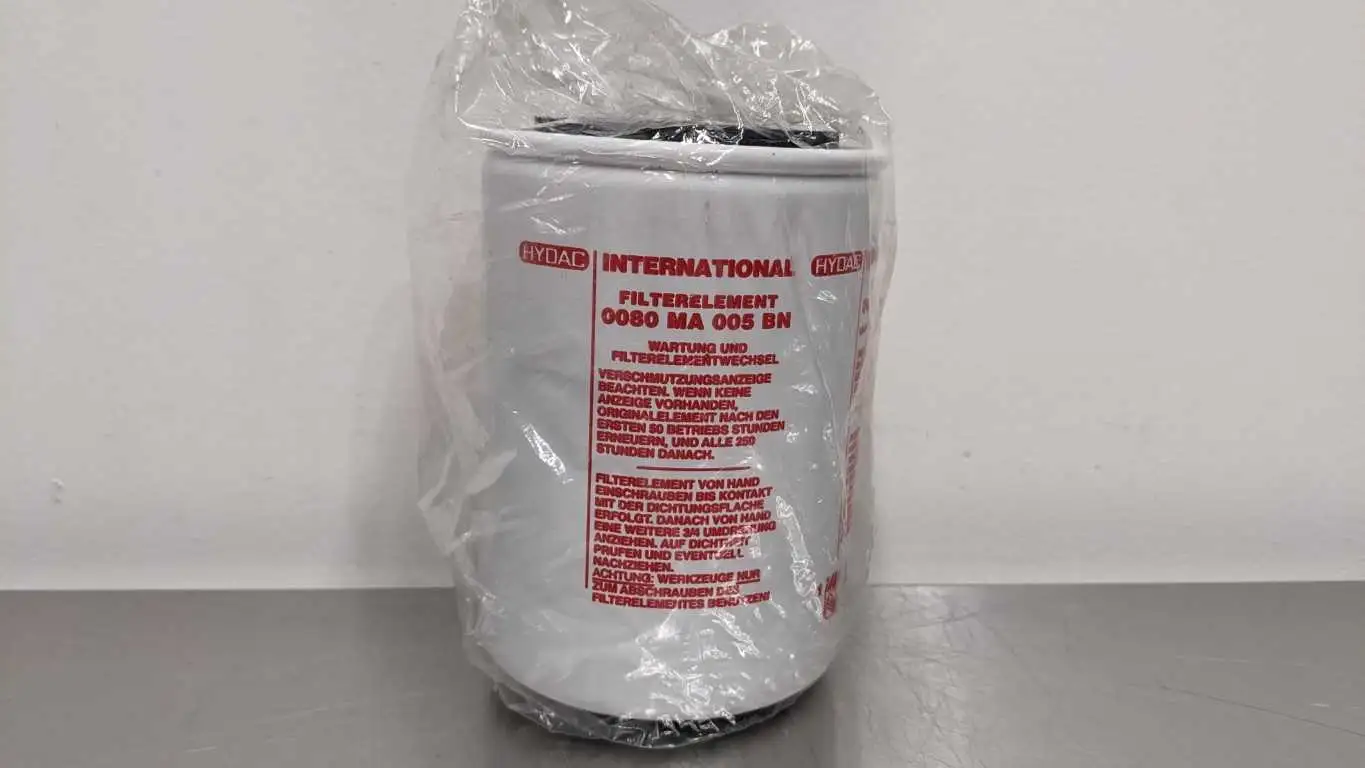 HYDAC INTERNATIONAL HYDAC
FILTERELEMENT
0080 MA 005 BN
WARTUNG UND
FILTERELEMENTWECHSEL
VERSCHMUTZUNGSANZEIGE
BEACHTEN. WENN KEINE
ANZEIGE VORHANDEN,
ORIGINALELEMENT NACH DEN
ERSTEN 50 BETRIEBS STUNDEN
ERNEUERN, UND ALLE 250
STUNDEN DANACH.
FILTERELEMENT VON HAND
EINSCHRAUBEN BIS KONTAKT
MIT DER DICHTUNGSFLACHE
ERFOLGT. DANACH VON HAND
EINE WEITERE 3/4 UMDREHUNG
ANZIEHEN. AUF DICHTHEIT
PRUFEN UND EVENTUELL
NACHZIEHEN.
ACHTUNG: WERKZEUGE NUR
ZUM ABSCHRAUBEN DES
FILTERELEMENTES BENUTZEN!